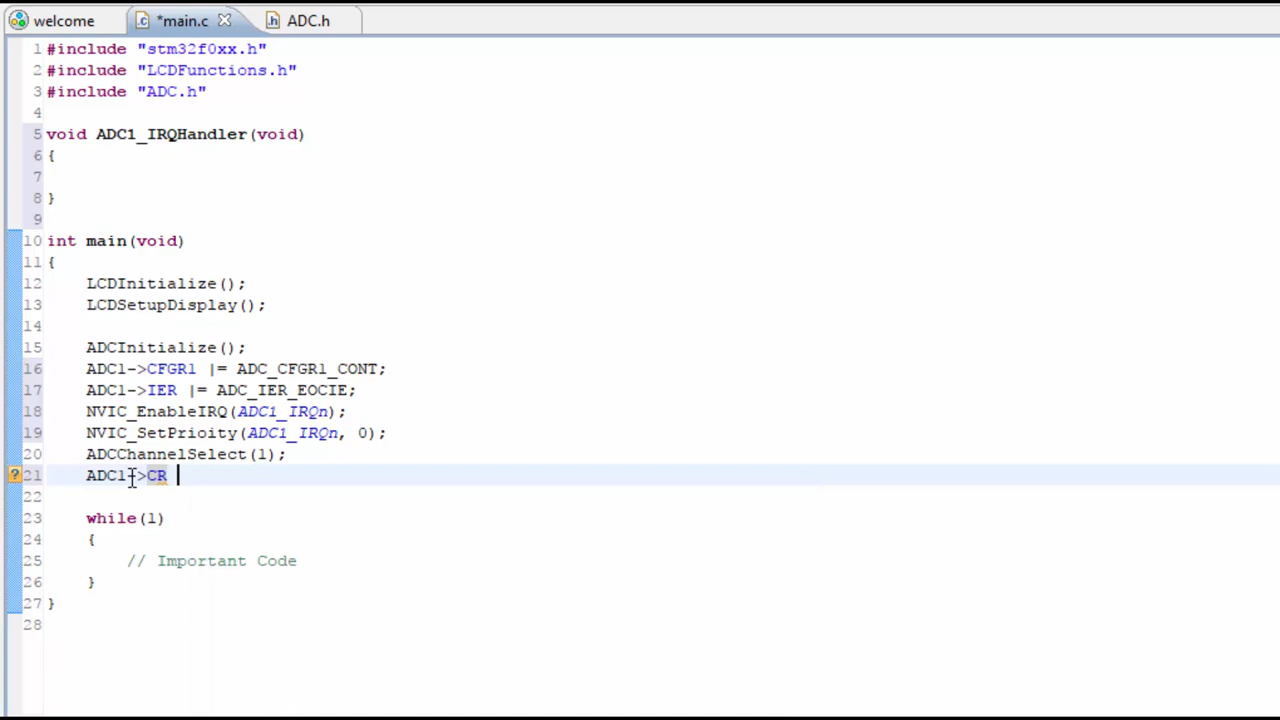 welcome *main.c ADC.h
1 #include "stm32f0xx.h"
2 #include "LCDFunctions.h"
3 #include "ADC.h"
4
5 void ADC1_IRQHandler(void)
6 {
7
8 }
9
10 int main(void)
11 {
12 LCDInitialize();
13 LCDSetupDisplay();
14
15 ADCInitialize();
16 ADC1->CFGR1 |= ADC_CFGR1_CONT;
17 ADC1->IER |= ADC_IER_EOCIE;
18 NVIC_EnableIRQ(ADC1_IRQn);
19 NVIC_SetPrioity(ADC1_IRQn, 0);
20 ADCChannelSelect(1);
21 ADC1->CR
22
23 while(1)
24 {
25 // Important Code
26 }
27 }
28